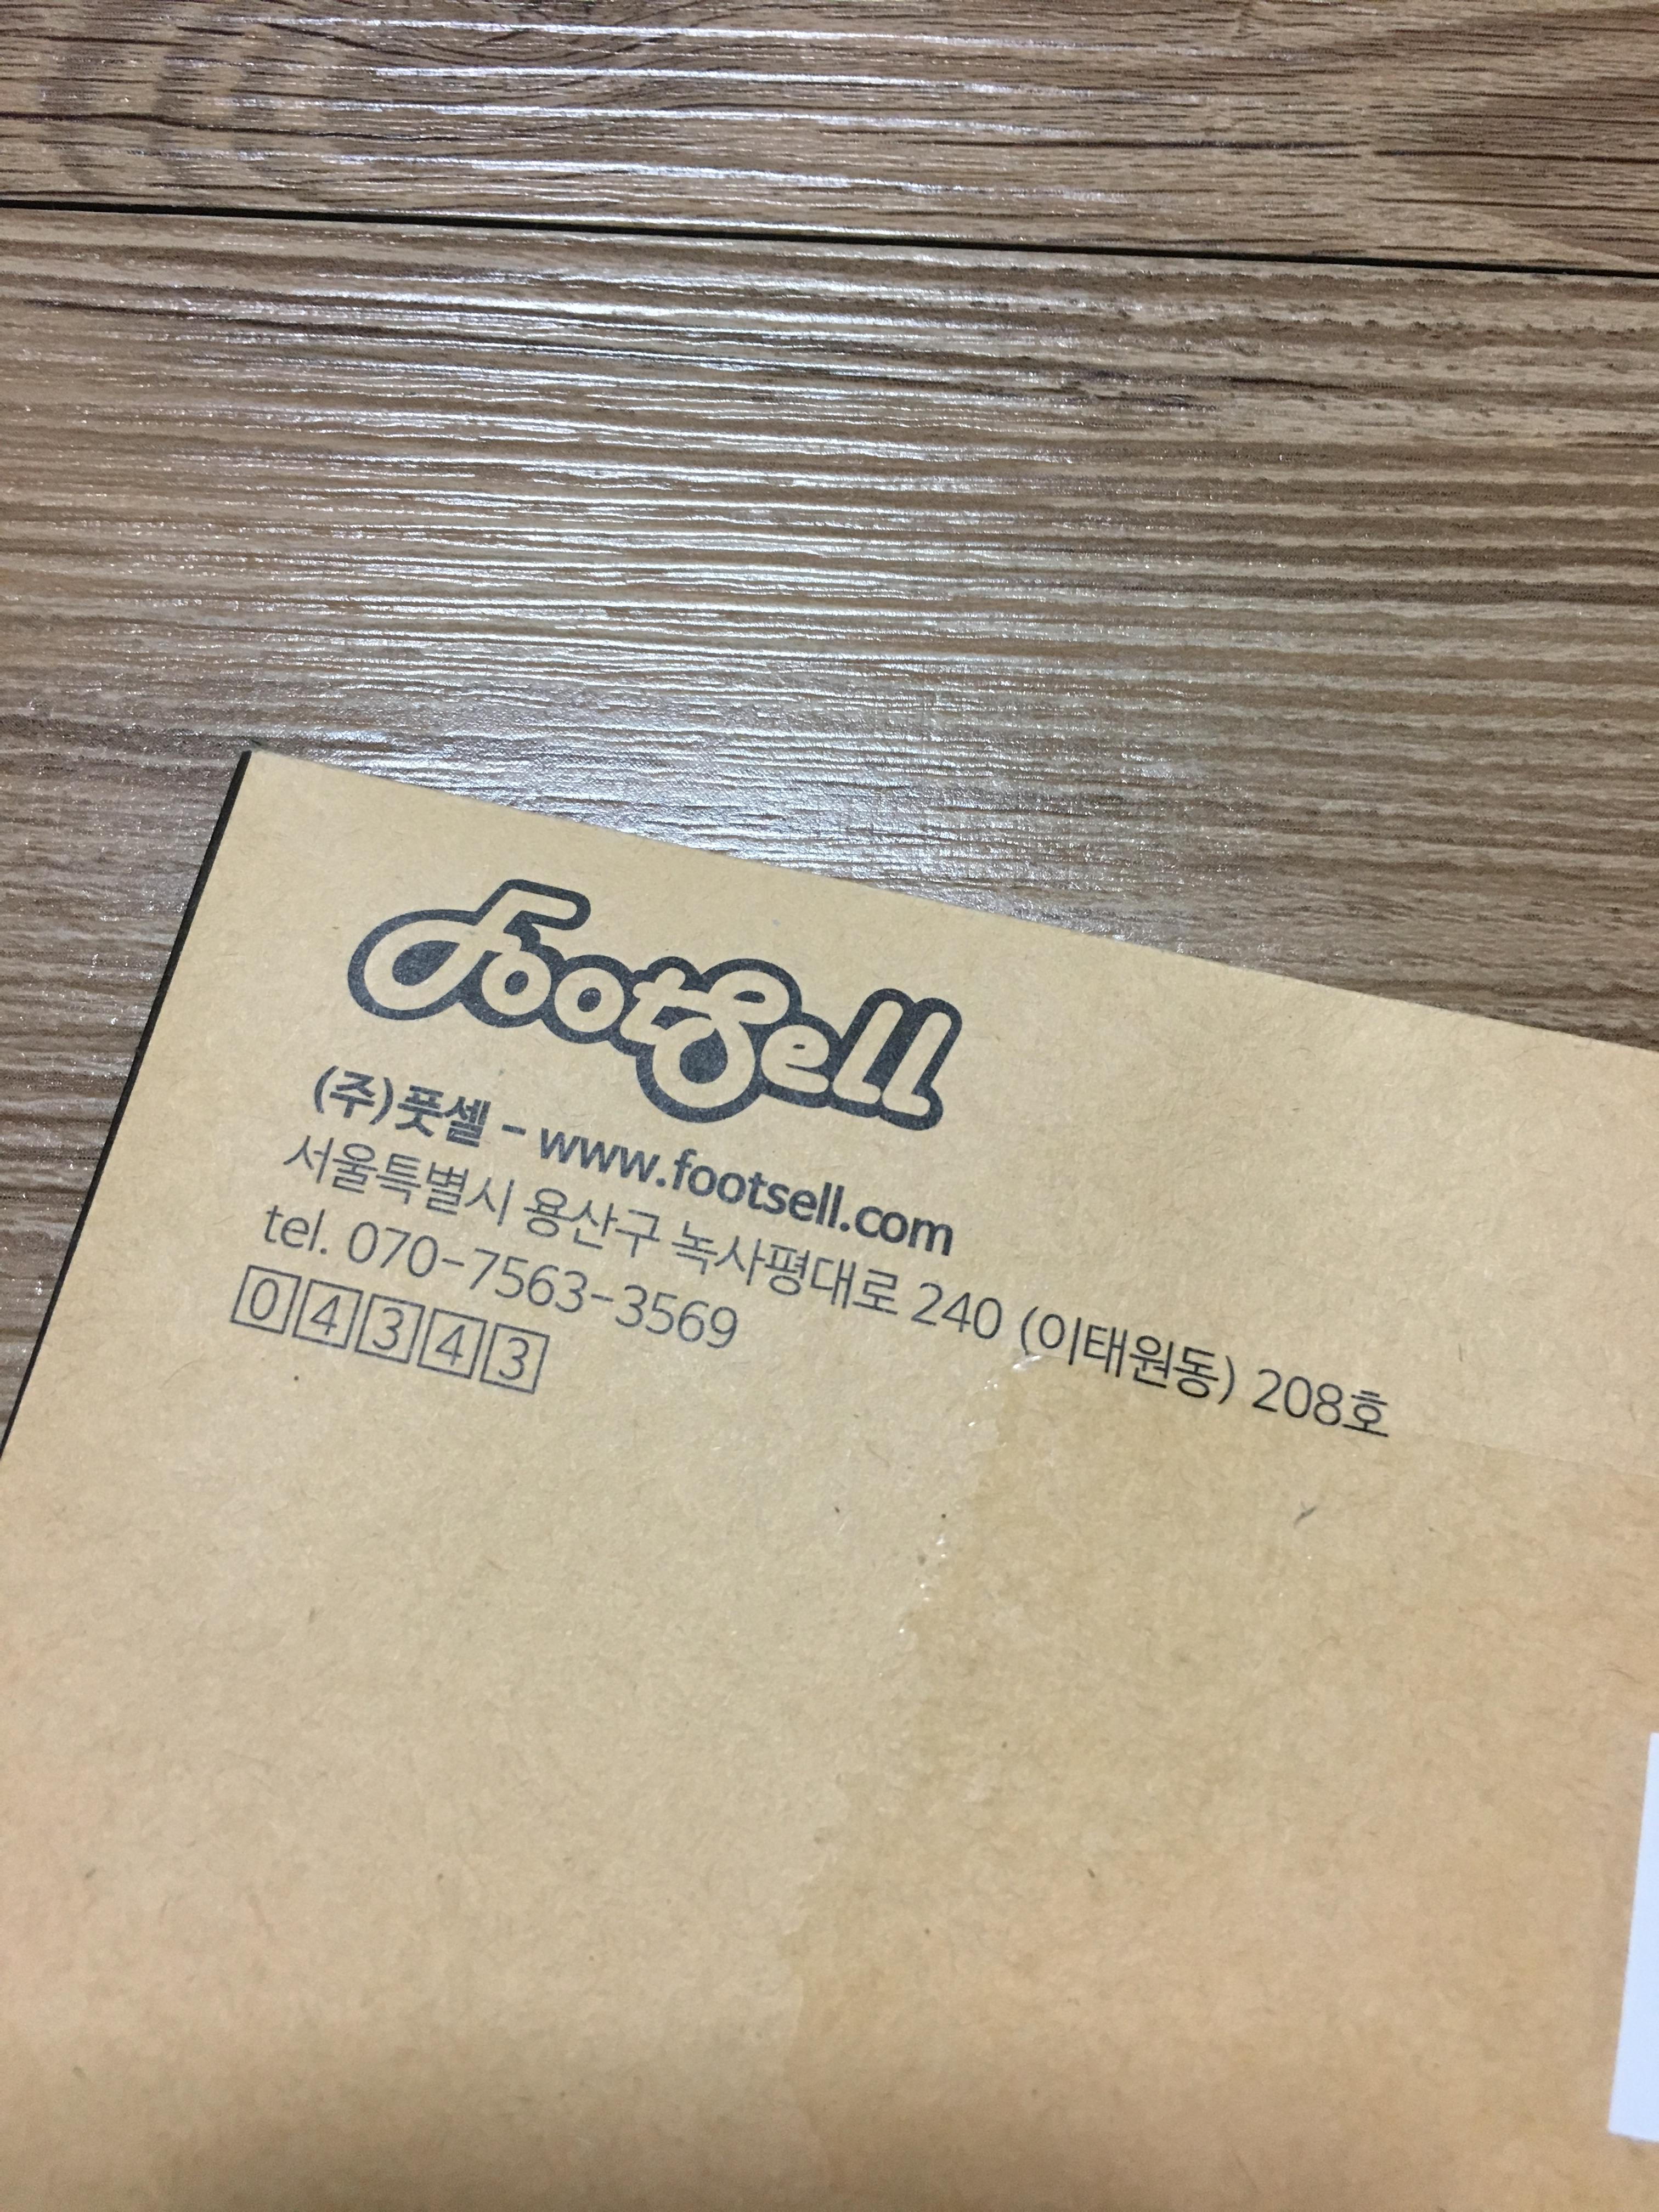 FootSell
(주)풋셀 - www.footsell.com
서울특별시 용산구 녹사평대로 240 (이태원동) 208호
tel. 070-7563-3569
04343